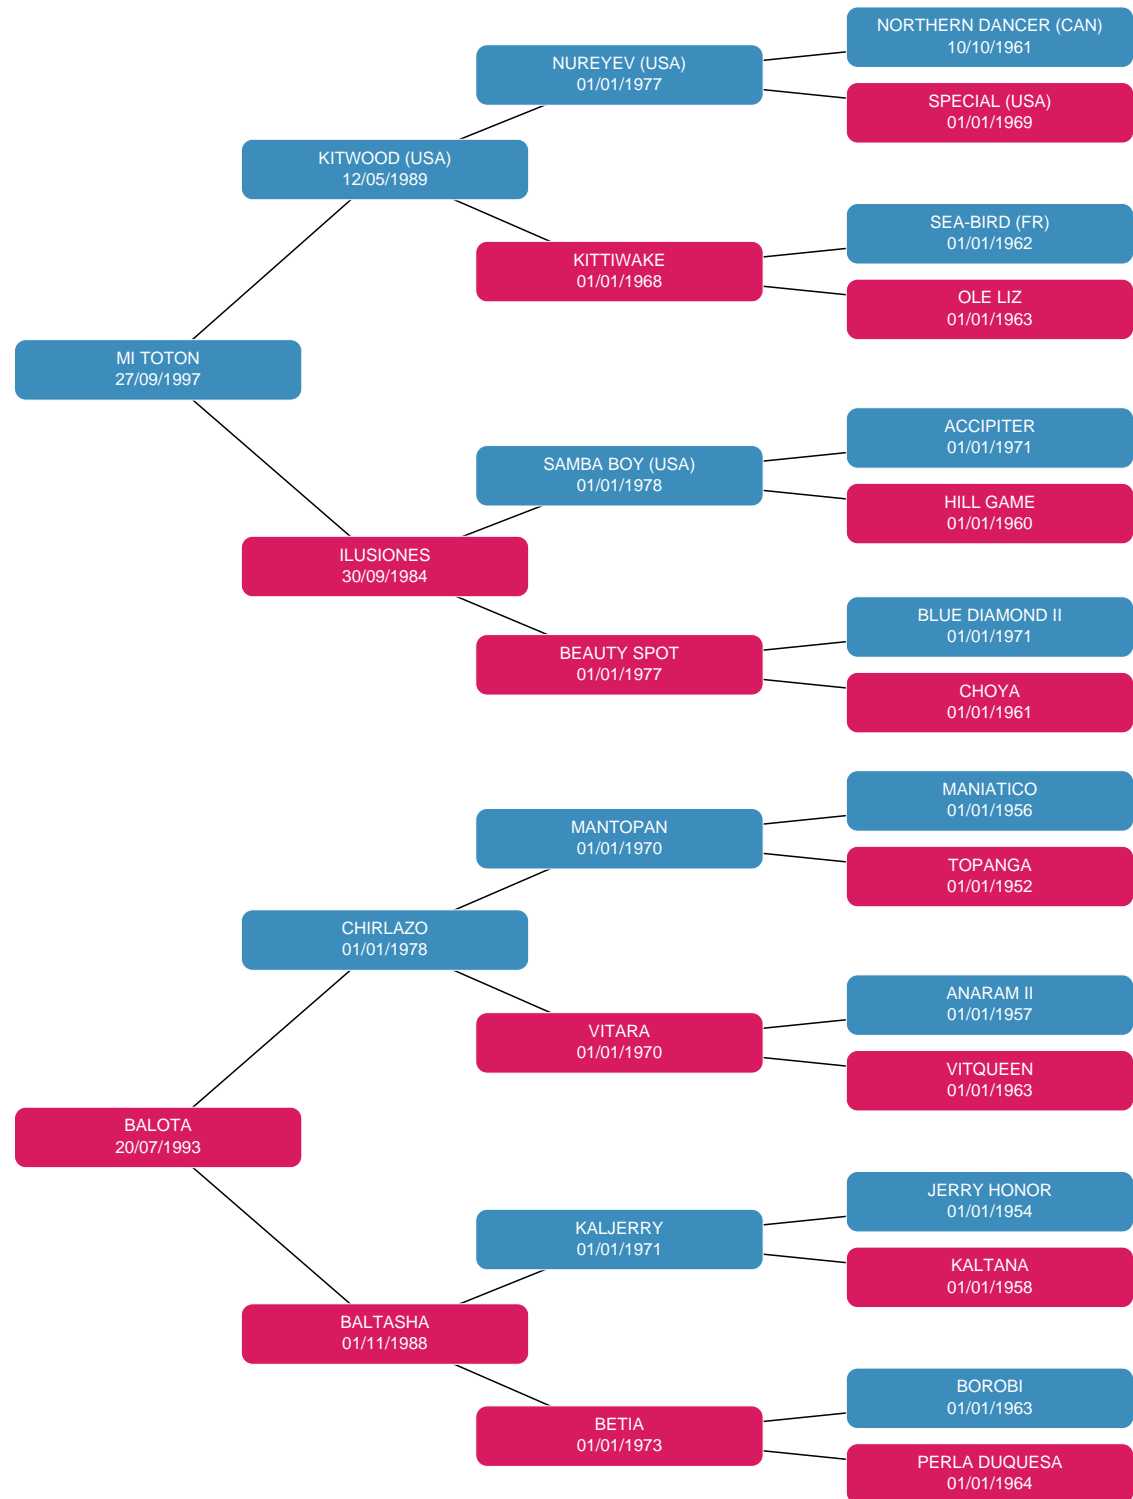 NORTHERN DANCER (CAN)
10/10/1961
NUREYEV (USA)
01/01/1977
SPECIAL (USA)
01/01/1969
KITWOOD (USA)
12/05/1989
SEA-BIRD (FR)
01/01/1962
KITTIWAKE
01/01/1968
OLE LIZ
01/01/1963
MI TOTON
27/09/1997
ACCIPITER
01/01/1971
SAMBA BOY (USA)
01/01/1978
HILL GAME
01/01/1960
ILUSIONES
30/09/1984
BLUE DIAMOND II
01/01/1971
BEAUTY SPOT
01/01/1977
CHOYA
01/01/1961
MANIATICO
01/01/1956
MANTOPAN
01/01/1970
TOPANGA
01/01/1952
CHIRLAZO
01/01/1978
ANARAM II
01/01/1957
VITARA
01/01/1970
VITQUEEN
01/01/1963
BALOTA
20/07/1993
JERRY HONOR
01/01/1954
KALJERRY
01/01/1971
KALTANA
01/01/1958
BALTASHA
01/11/1988
BOROBI
01/01/1963
BETIA
01/01/1973
PERLA DUQUESA
01/01/1964